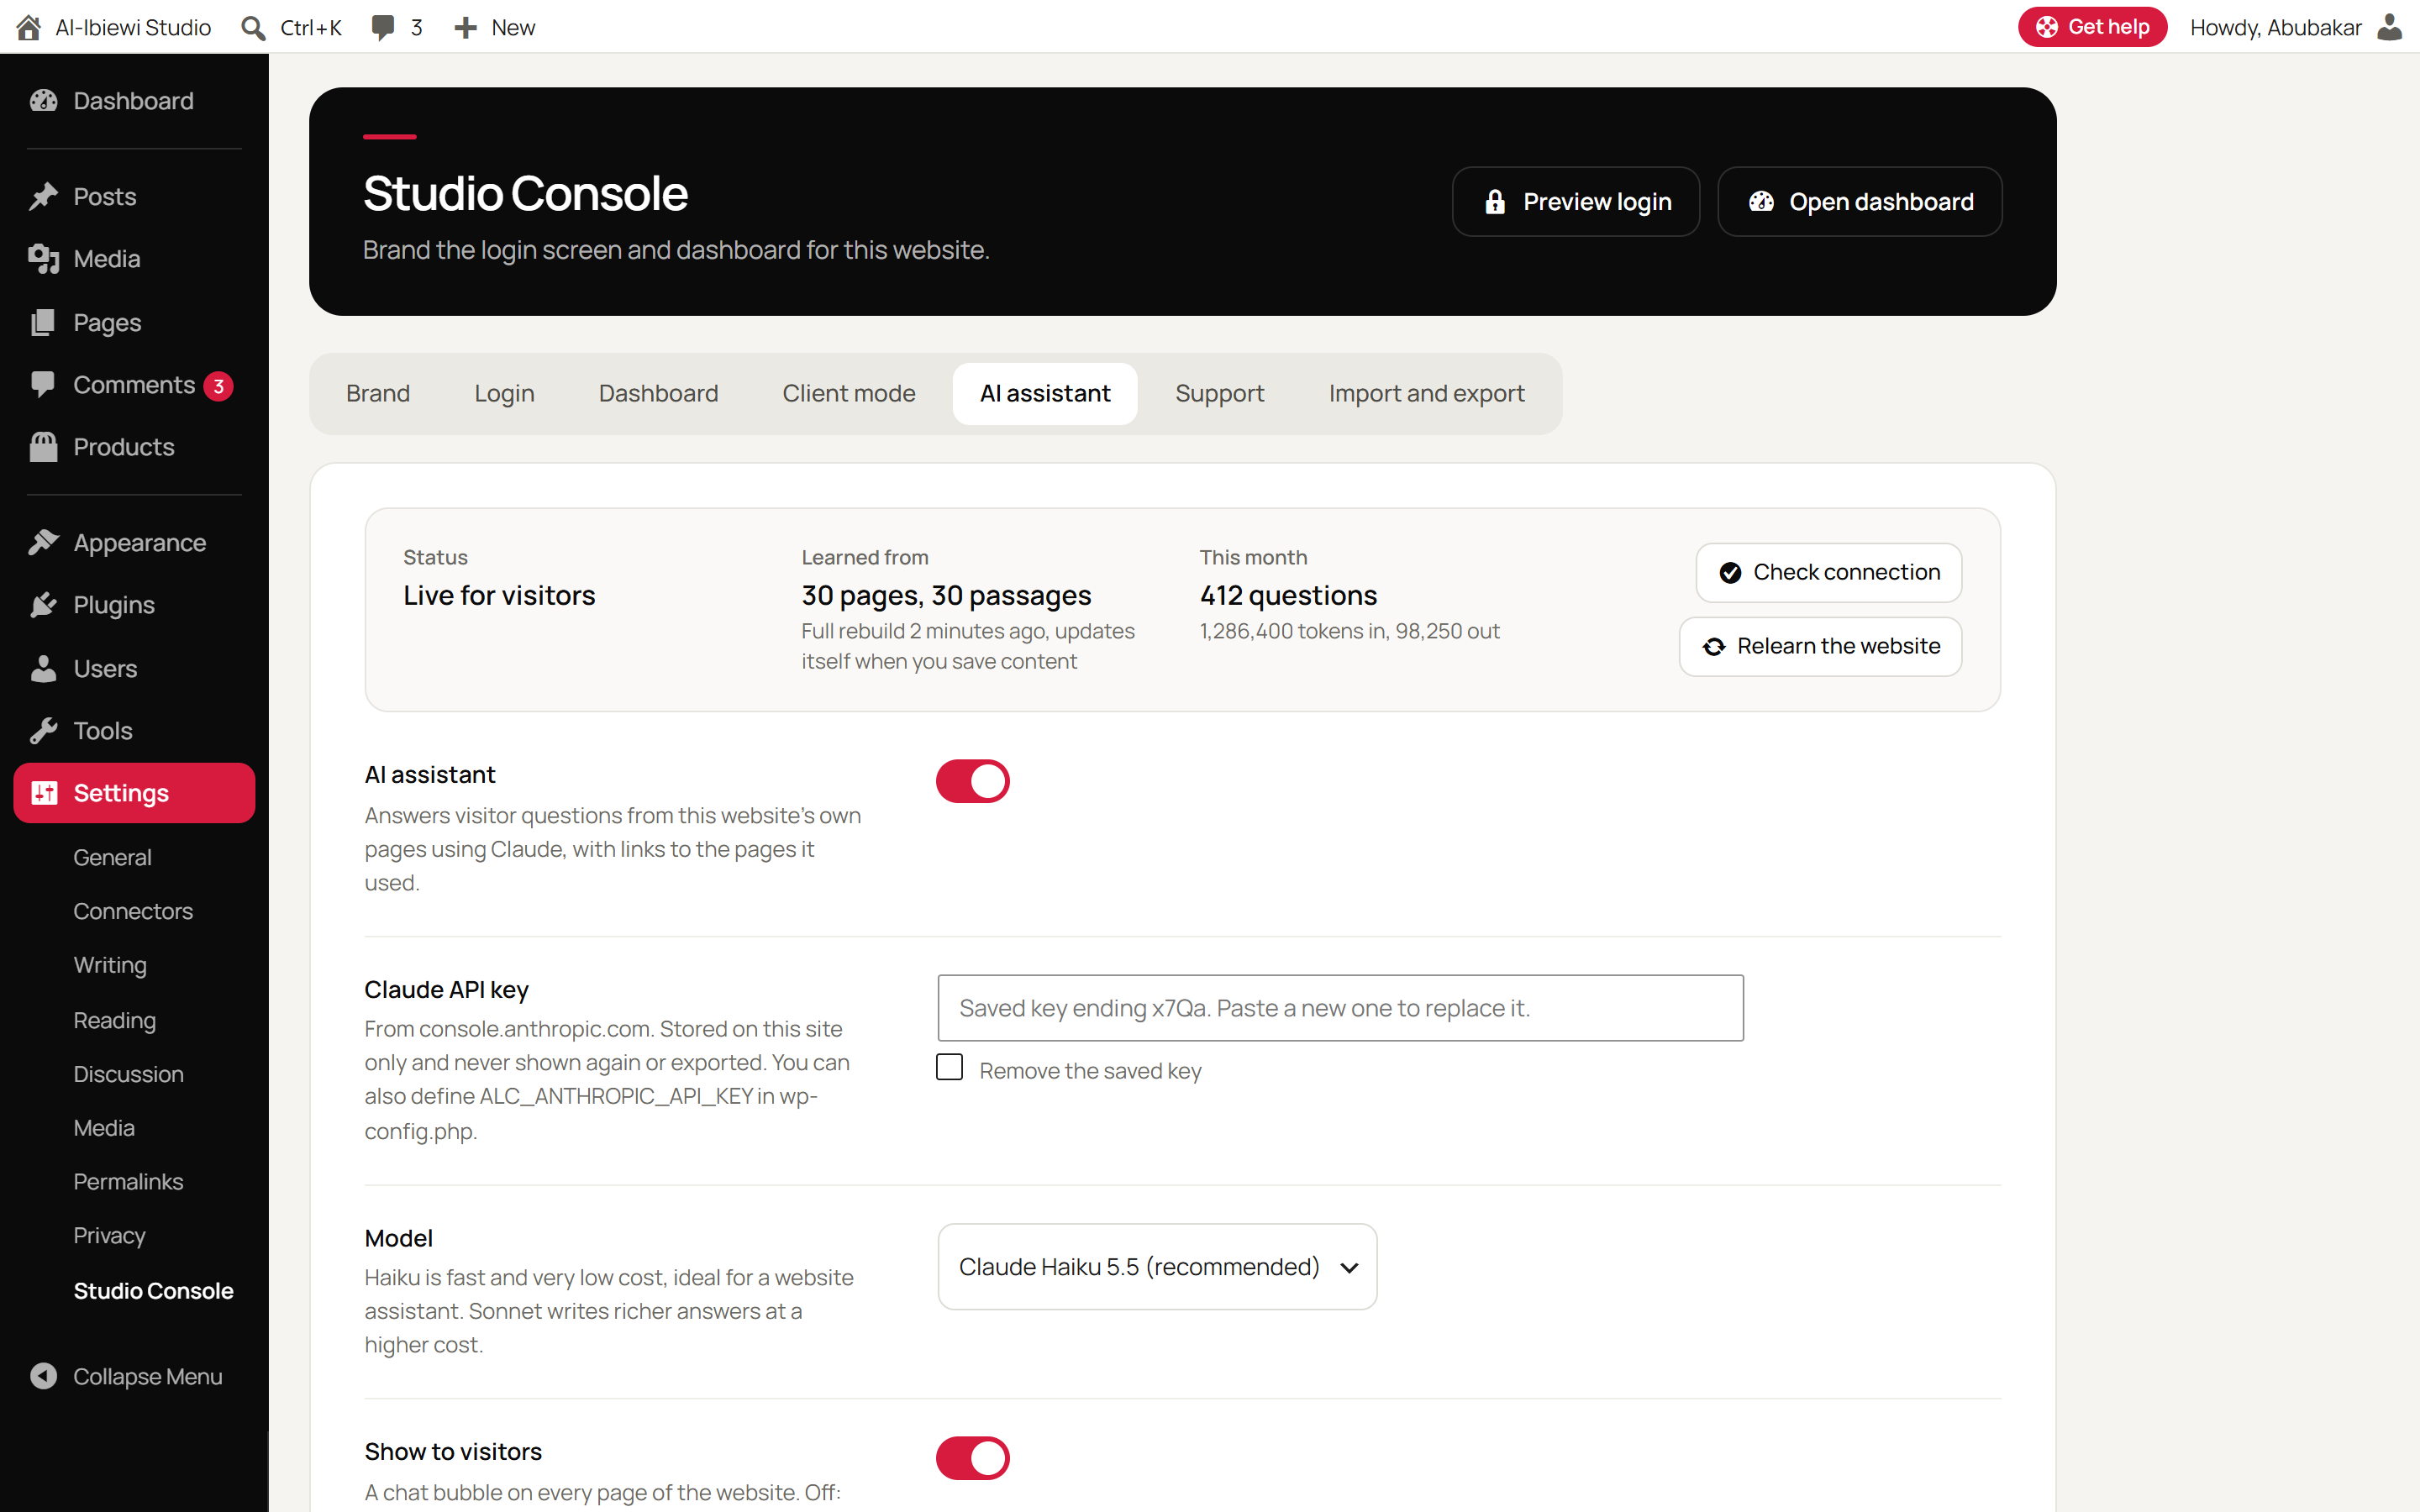 Al-Ibiewi Studio
Ctrl+K
3
New
Get help
Howdy, Abubakar
Dashboard
Posts
Media
Pages
Comments 3
Products
Appearance
Plugins
Users
Tools
Settings
General
Connectors
Writing
Reading
Discussion
Media
Permalinks
Privacy
Studio Console
Collapse Menu
Studio Console
Brand the login screen and dashboard for this website.
Preview login
Open dashboard
Brand
Login
Dashboard
Client mode
AI assistant
Support
Import and export
Status
Live for visitors
Learned from
30 pages, 30 passages
Full rebuild 2 minutes ago, updates
itself when you save content
This month
412 questions
1,286,400 tokens in, 98,250 out
Check connection
Relearn the website
AI assistant
Answers visitor questions from this website’s own
pages using Claude, with links to the pages it
used.
Claude API key
From console.anthropic.com. Stored on this site
only and never shown again or exported. You can
also define ALC_ANTHROPIC_API_KEY in wp-
config.php.
Saved key ending x7Qa. Paste a new one to replace it.
Remove the saved key
Model
Haiku is fast and very low cost, ideal for a website
assistant. Sonnet writes richer answers at a
higher cost.
Claude Haiku 5.5 (recommended)
Show to visitors
A chat bubble on every page of the website. Off: